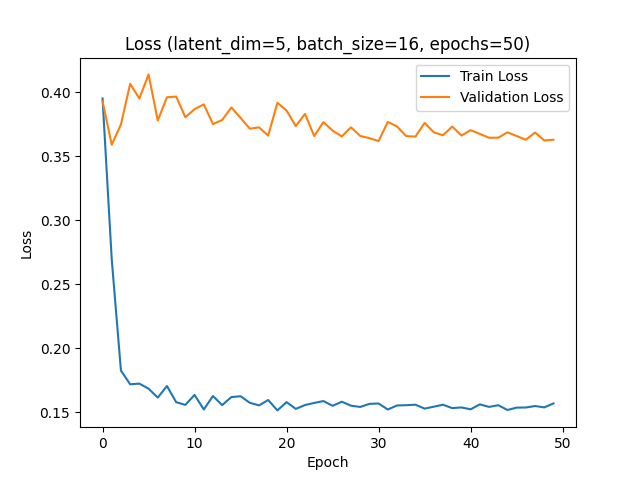 Loss (latent_dim=5, batch_size=16, epochs=50)
Train Loss
Validation Loss
0.40
0.35
0.30
0.25
0.20
0.15
Loss
0 10 20 30 40 50
Epoch